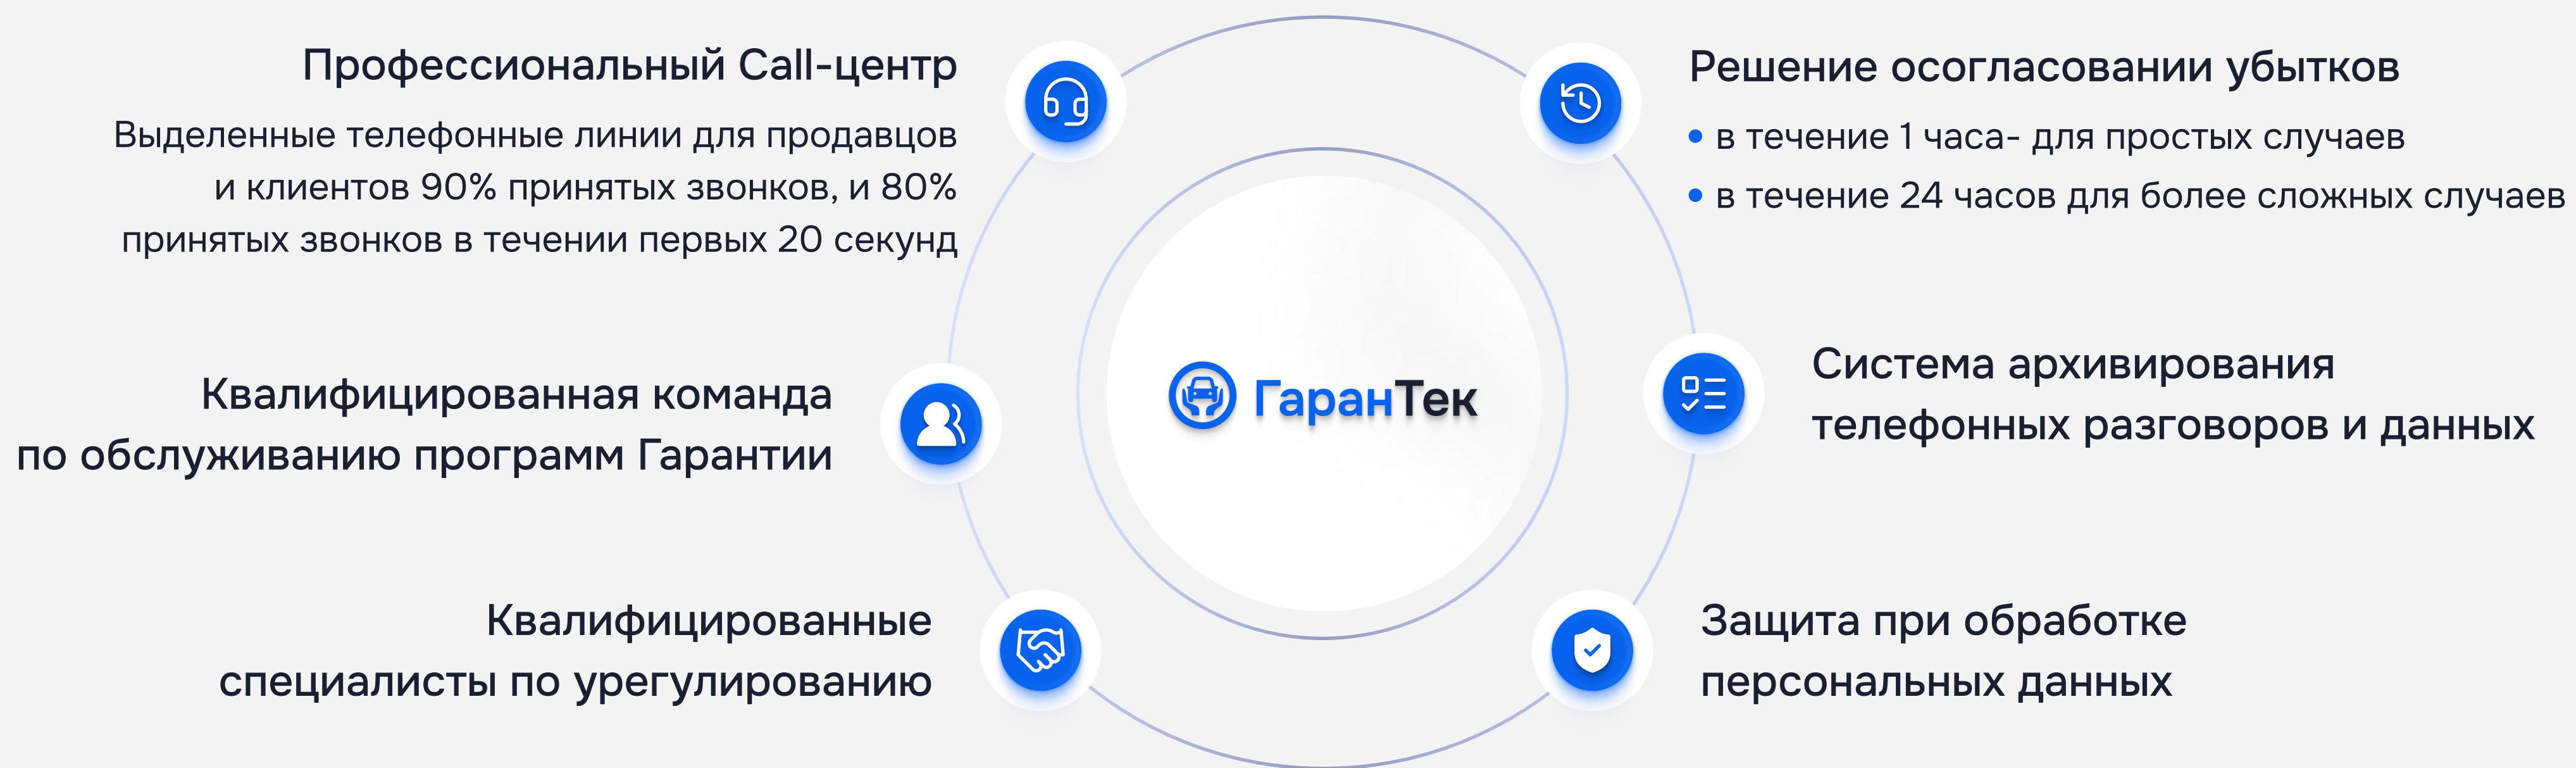 Профессиональный Call-центр
Выделенные телефонные линии для продавцов
и клиентов 90% принятых звонков, и 80%
принятых звонков в течении первых 20 секунд
Квалифицированная команда
по обслуживанию программ Гарантии
Квалифицированные
специалисты по урегулированию
ГаранТек
Решение осогласовании убытков
в течение 1 часа- для простых случаев
в течение 24 часов для более сложных случаев
Система архивирования
телефонных разговоров и данных
Защита при обработке
персональных данных